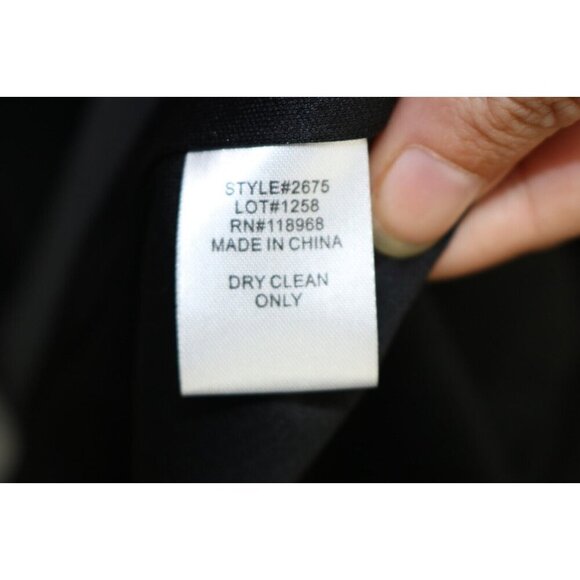 STYLE#2675
LOT#1258
RN#118968
MADE IN CHINA
DRY CLEAN
ONLY